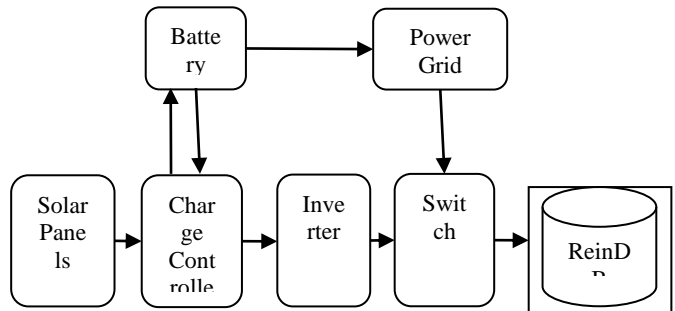 Batte
ry
Power
Grid
Solar
Pane
ls
Char
ge
Cont
rolle
Inve
rter
Swit
ch
ReinD